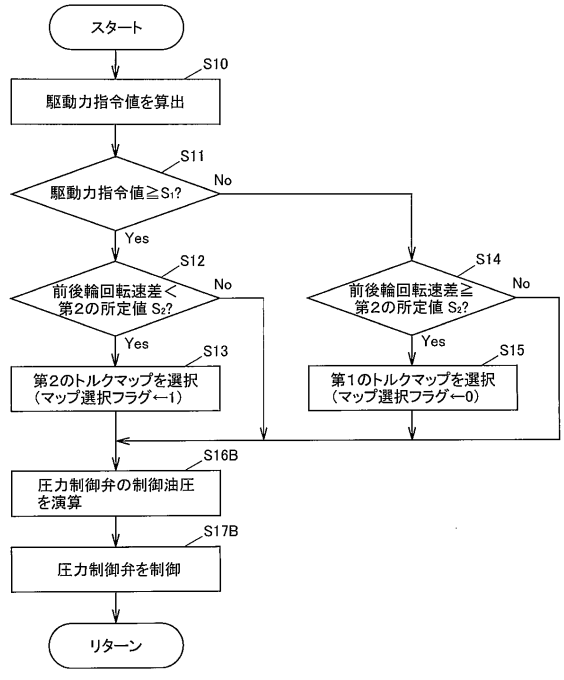 スタート
S10
駆動力指令値を算出
S11
駆動力指令値≧S₁?
No
Yes
S12
前後輪回転速差<
第2の所定値 S₂?
No
Yes
S14
前後輪回転速差≧
第2の所定値 S₂?
No
Yes
S13
第2のトルクマップを選択
(マップ選択フラグ←1)
S15
第1のトルクマップを選択
(マップ選択フラグ←0)
S16B
圧力制御弁の制御油圧
を演算
S17B
圧力制御弁を制御
リターン